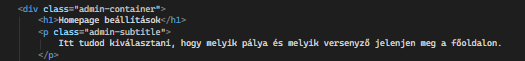 <div class="admin-container">
<h1>Homepage beállítások</h1>
<p class="admin-subtitle">
Itt tudod kiválasztani, hogy melyik pálya és melyik versenyző jelenjen meg a főoldalon.
</p>